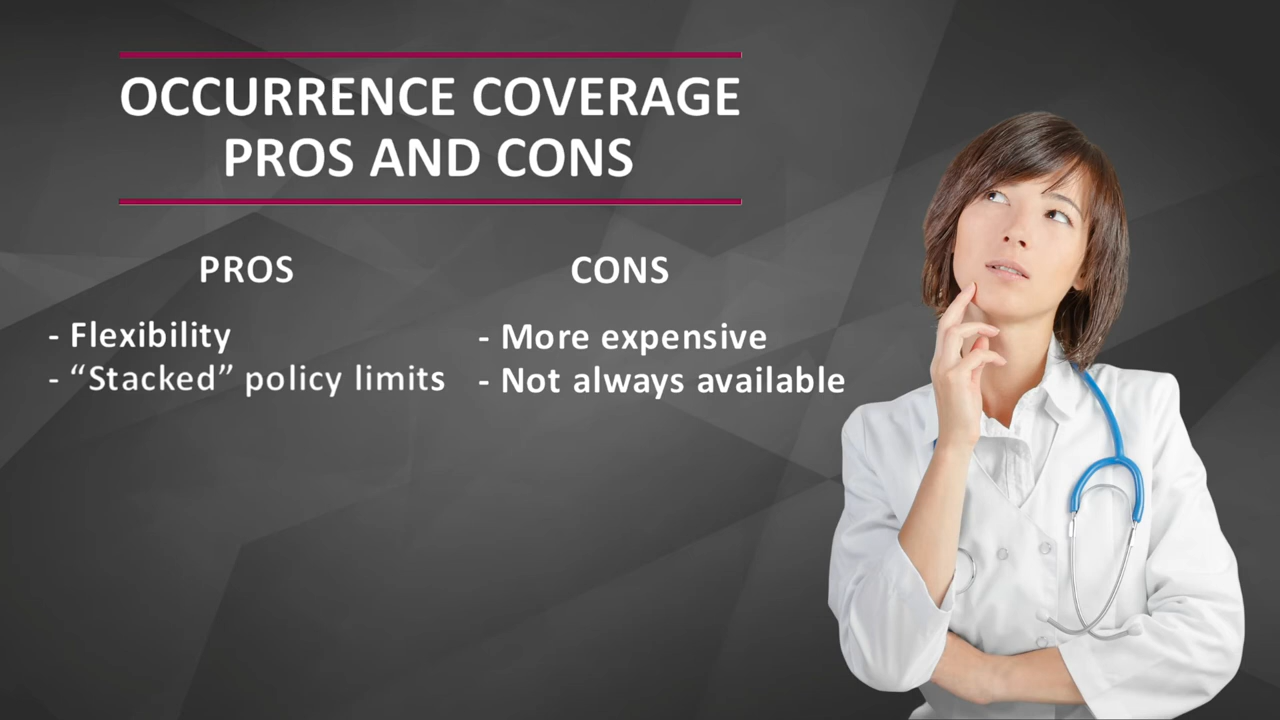 OCCURRENCE COVERAGE
PROS AND CONS
PROS
- Flexibility
- “Stacked” policy limits
CONS
- More expensive
- Not always available